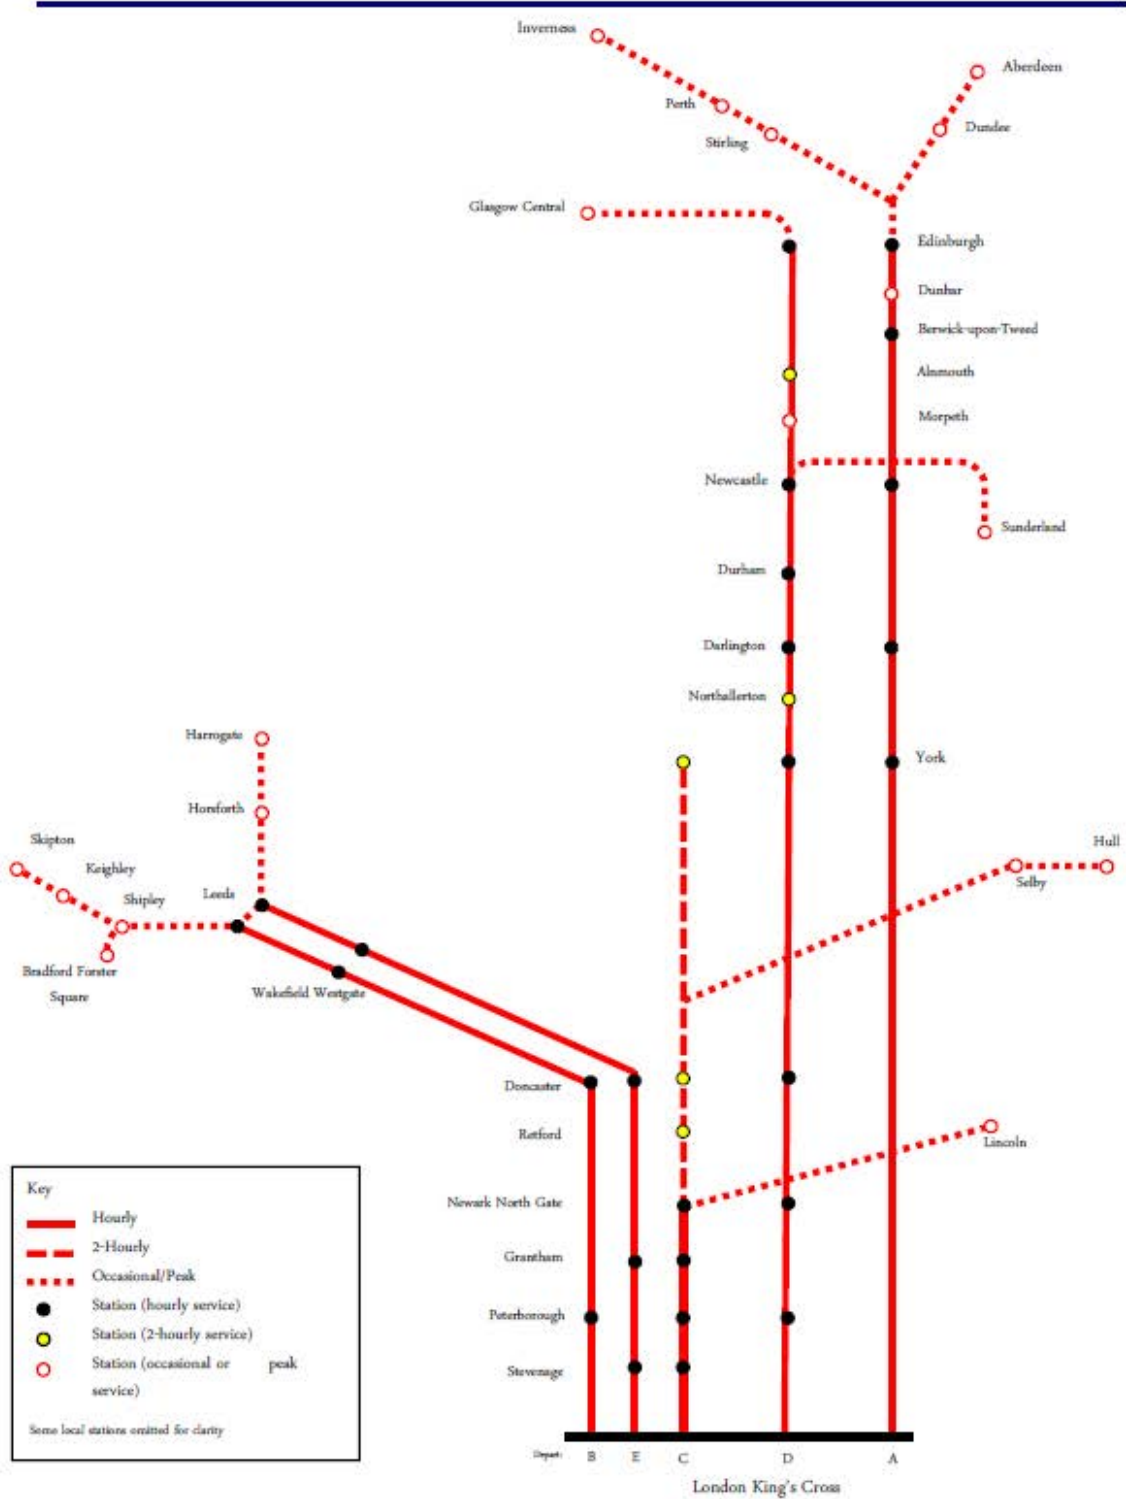 Inverness
Aberdeen
Perth
Dundee
Stirling
Glasgow Central
Edinburgh
Dunbar
Berwick-upon-Tweed
Alnmouth
Morpeth
Newcastle
Sunderland
Durham
Darlington
Northallerton
Harrogate
York
Horsforth
Skipton
Hull
Keighley
Selby
Shipley
Leeds
Bradford Forster
Square
Wakefield Westgate
Doncaster
Retford
Lincoln
Newark North Gate
Grantham
Peterborough
Stevenage
Key
Hourly
2-Hourly
Occasional/Peak
Station (hourly service)
Station (2-hourly service)
Station (occasional or peak
service)
Some local stations omitted for clarity
Depart: B E C D A
London King's Cross